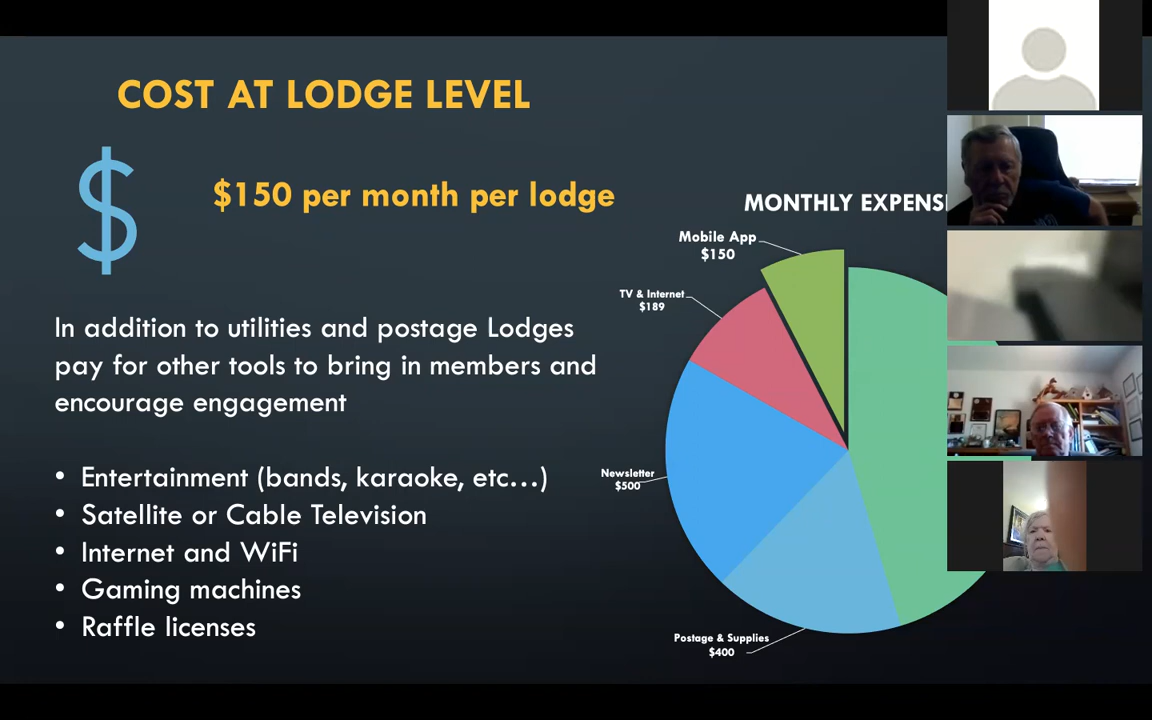 COST AT LODGE LEVEL
$
$150 per month per lodge
In addition to utilities and postage Lodges
pay for other tools to bring in members and
encourage engagement
• Entertainment (bands, karaoke, etc…)
• Satellite or Cable Television
• Internet and WiFi
• Gaming machines
• Raffle licenses
MONTHLY EXPENS
Mobile App
$150
TV & Internet
$189
Newsletter
$500
Postage & Supplies
$400